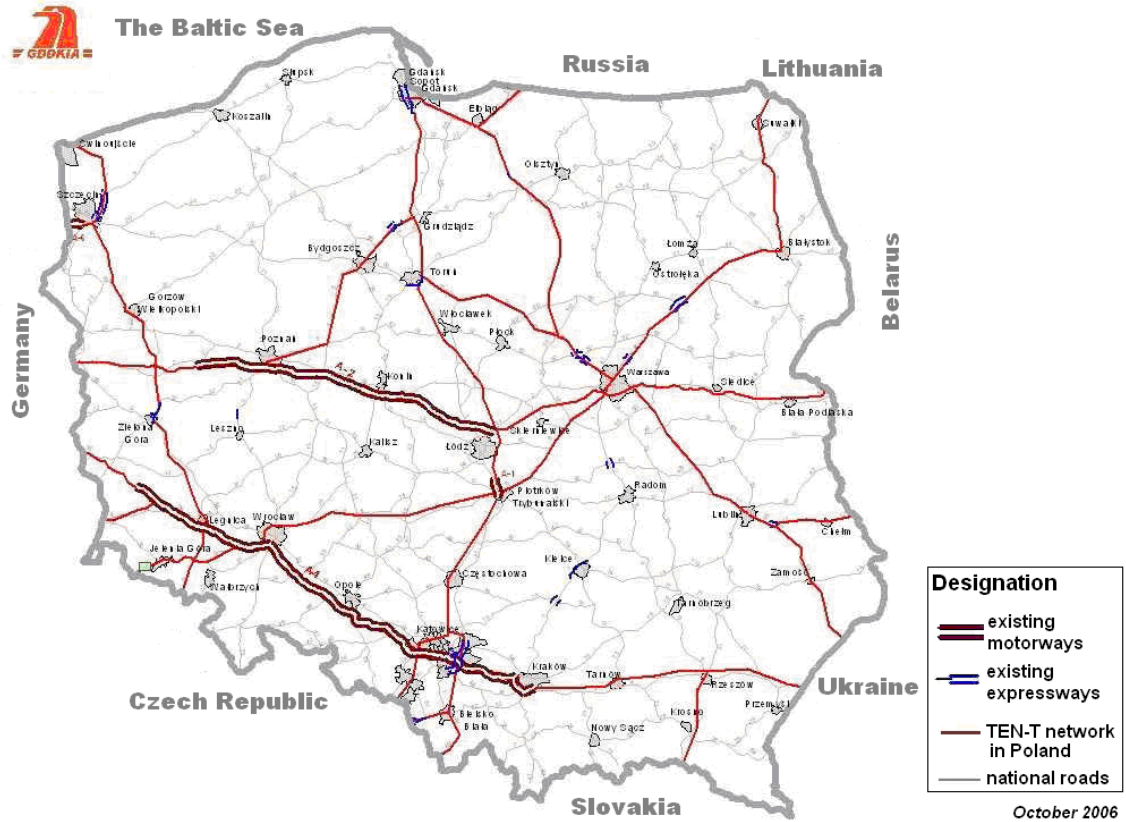 The Baltic Sea
GDDKIA
Russia
Lithuania
Słupsk
Gdańsk
Sopot
Gdańsk
Koszalin
Elbląg
Suwałki
Świnoujście
Olsztyn
Szczecin
A-6
Grudziądz
Łomża
Białystok
Bydgoszcz
Ostrołęka
Toruń
Belarus
Gorzów
Wielkopolski
Włocławek
Płock
Germany
Poznań
A-2
Konin
Warszawa
Siedlce
Biała Podlaska
Zielona
Góra
Leszno
Skierniewice
Kalisz
Łódź
A-1
Piotrków
Trybunalski
Radom
Lublin
Chełm
Legnica
Wrocław
Jelenia Góra
Kielce
Wałbrzych
A-4
Opole
Częstochowa
Zamość
Tarnobrzeg
Katowice
Kraków
Tarnów
Rzeszów
Ukraine
Czech Republic
Przemyśl
Bielsko
Biała
Krosno
Nowy Sącz
Slovakia
Designation
existing
motorways
existing
expressways
TEN-T network
in Poland
national roads
October 2006